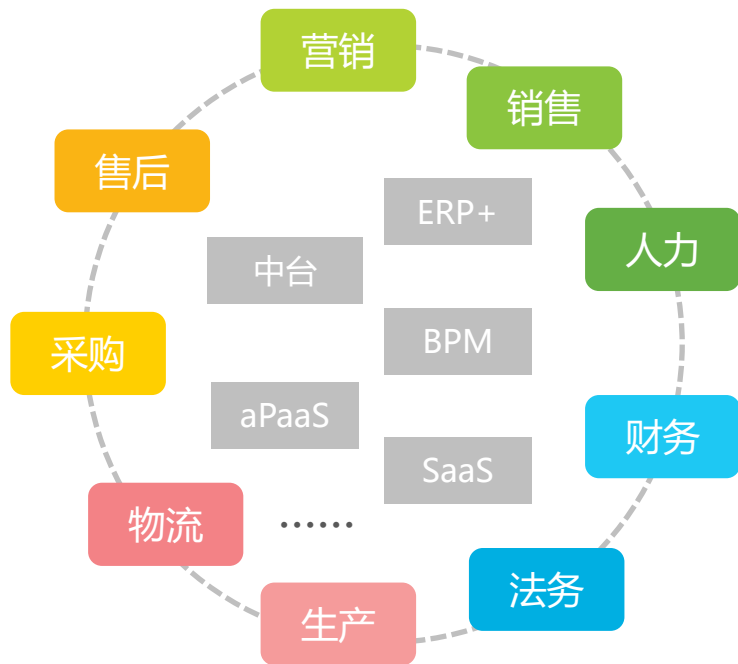 营销
销售
售后
ERP+
人力
中台
BPM
采购
aPaaS
财务
SaaS
物流
......
法务
生产